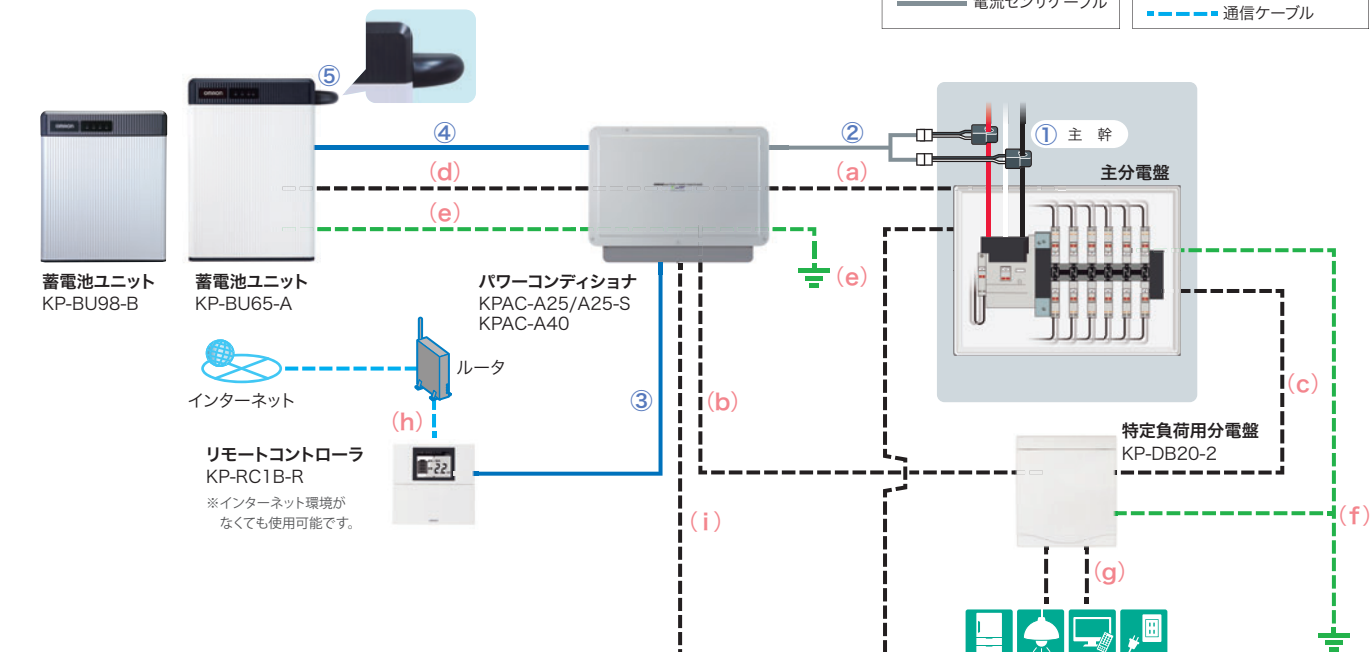 電流センサケーブル
通信ケーブル
⑤
④
②
① 主 幹
(d)
(a)
主分電盤
(e)
(e)
蓄電池ユニット
KP-BU98-B
蓄電池ユニット
KP-BU65-A
パワーコンディショナ
KPAC-A25/A25-S
KPAC-A40
ルータ
インターネット
③
(b)
(c)
(h)
リモートコントローラ
KP-RC1B-R
※インターネット環境が
なくても使用可能です。
特定負荷用分電盤
KP-DB20-2
(i)
(f)
(g)